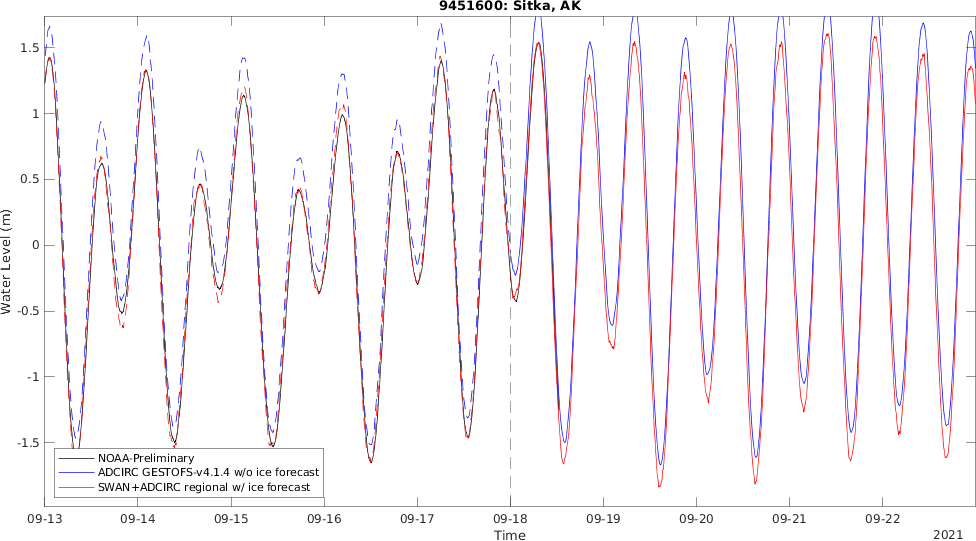 9451600: Sitka, AK
1.5
1
0.5
0
-0.5
-1
-1.5
Water Level (m)
NOAA-Preliminary
ADCIRC GESTOFS-v4.1.4 w/o ice forecast
SWAN+ADCIRC regional w/ ice forecast
09-13 09-14 09-15 09-16 09-17 09-18 09-19 09-20 09-21 09-22
Time
2021